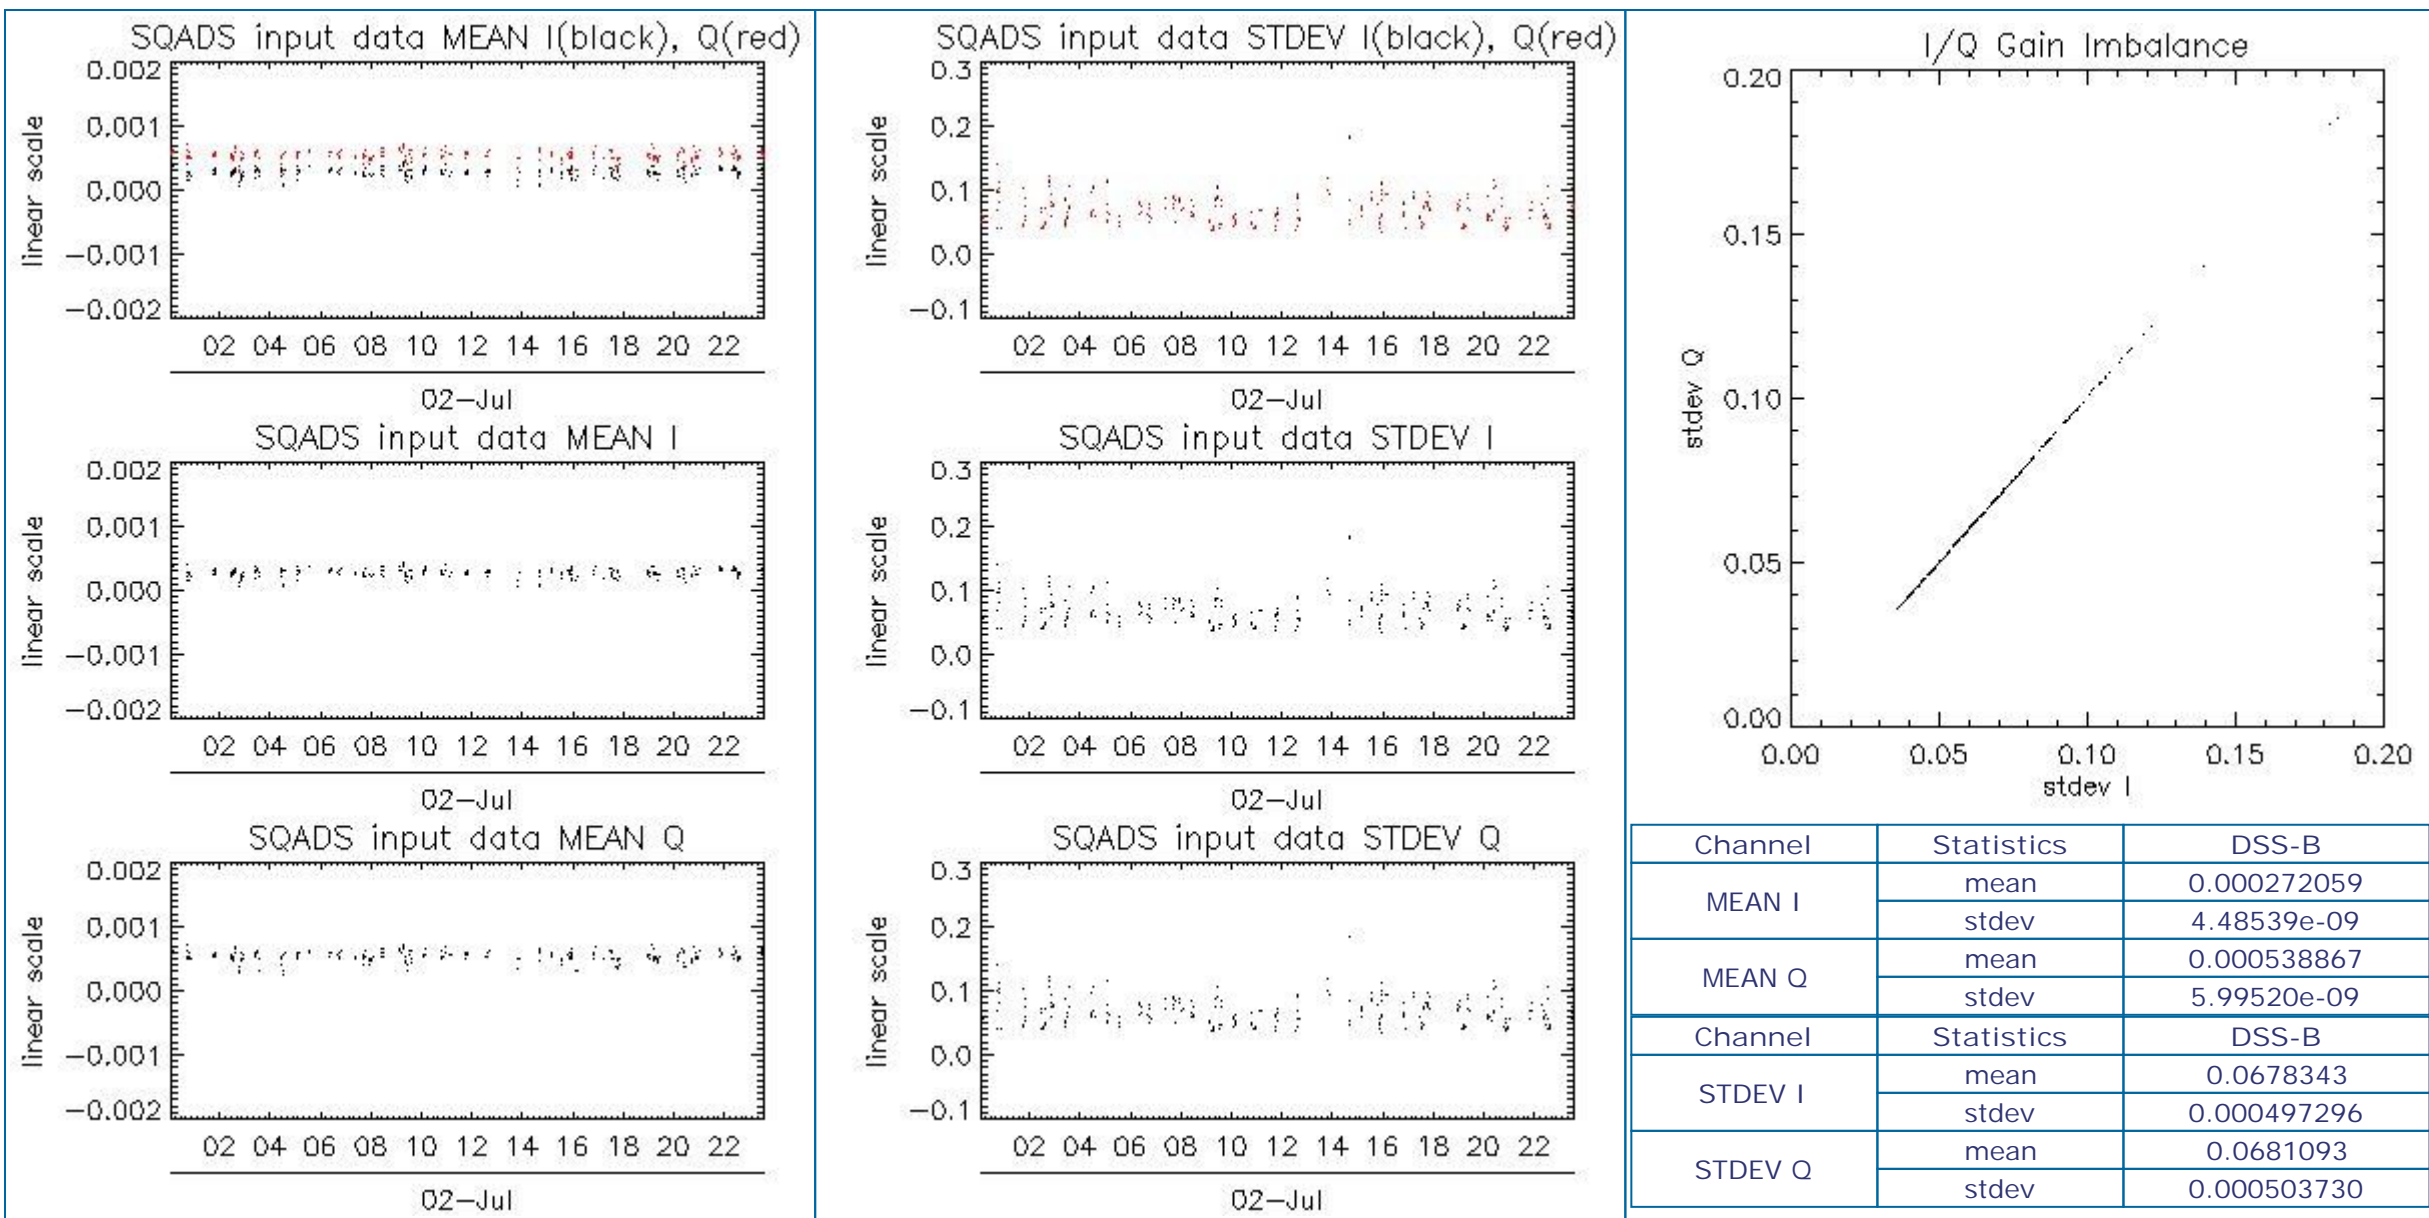 SQADS input data MEAN I(black), Q(red)
linear scale
0.002
0.001
0.000
−0.001
−0.002
02 04 06 08 10 12 14 16 18 20 22
02−Jul
SQADS input data MEAN I
linear scale
0.002
0.001
0.000
−0.001
−0.002
02 04 06 08 10 12 14 16 18 20 22
02−Jul
SQADS input data MEAN Q
linear scale
0.002
0.001
0.000
−0.001
−0.002
02 04 06 08 10 12 14 16 18 20 22
02−Jul
SQADS input data STDEV I(black), Q(red)
linear scale
0.3
0.2
0.1
0.0
−0.1
02 04 06 08 10 12 14 16 18 20 22
02−Jul
SQADS input data STDEV I
linear scale
0.3
0.2
0.1
0.0
−0.1
02 04 06 08 10 12 14 16 18 20 22
02−Jul
SQADS input data STDEV Q
linear scale
0.3
0.2
0.1
0.0
−0.1
02 04 06 08 10 12 14 16 18 20 22
02−Jul
I/Q Gain Imbalance
stdev Q
0.20
0.15
0.10
0.05
0.00
0.00 0.05 0.10 0.15 0.20
stdev I
Channel Statistics DSS-B
MEAN I mean 0.000272059
stdev 4.48539e-09
MEAN Q mean 0.000538867
stdev 5.99520e-09
Channel Statistics DSS-B
STDEV I mean 0.0678343
stdev 0.000497296
STDEV Q mean 0.0681093
stdev 0.000503730